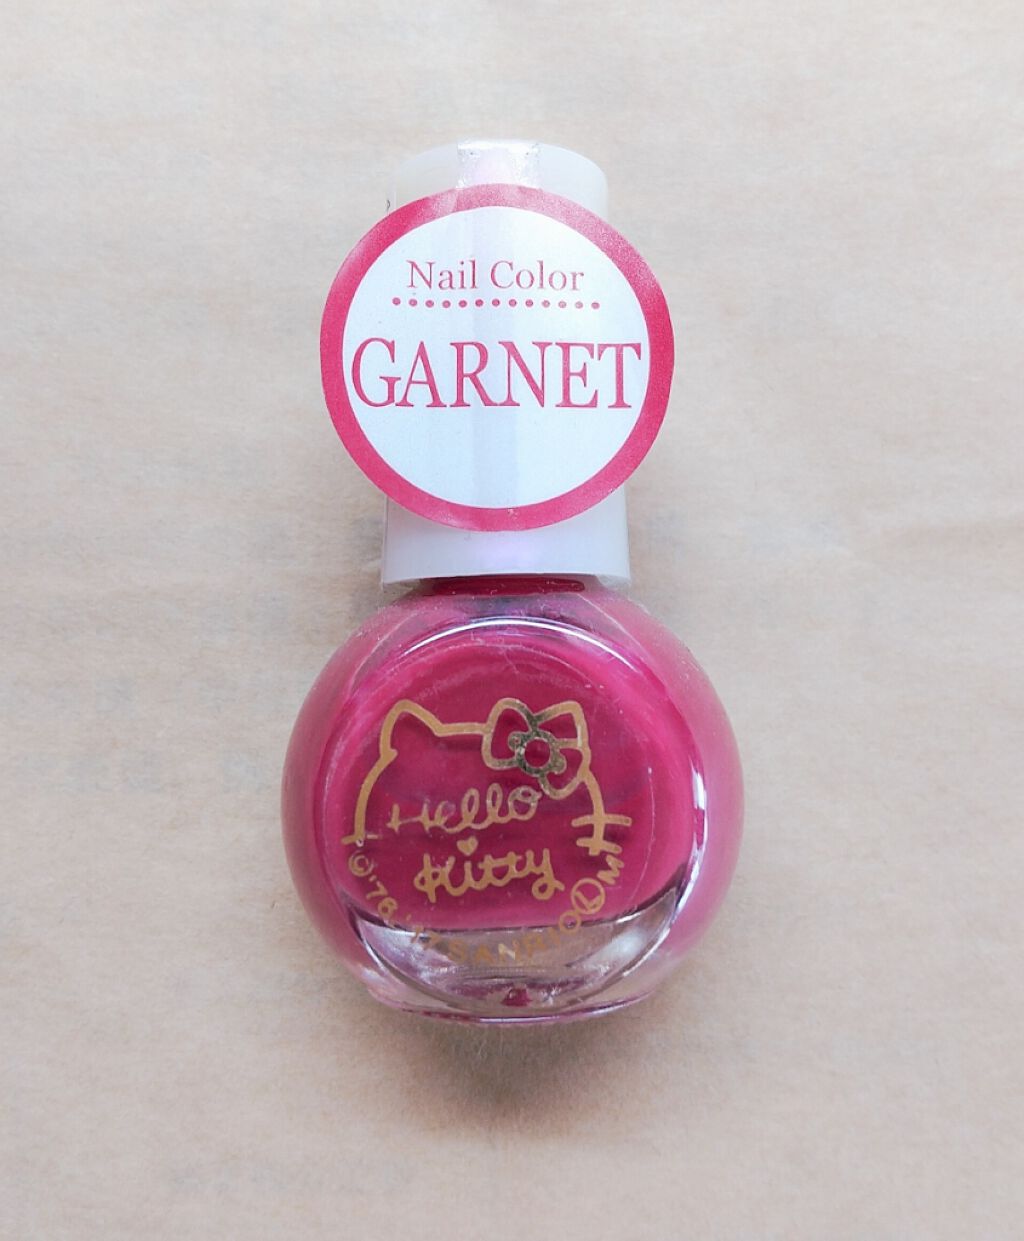 Nail Color
GARNET
Hello
Kitty
©'76,'17 SANRIO Ⓛ M